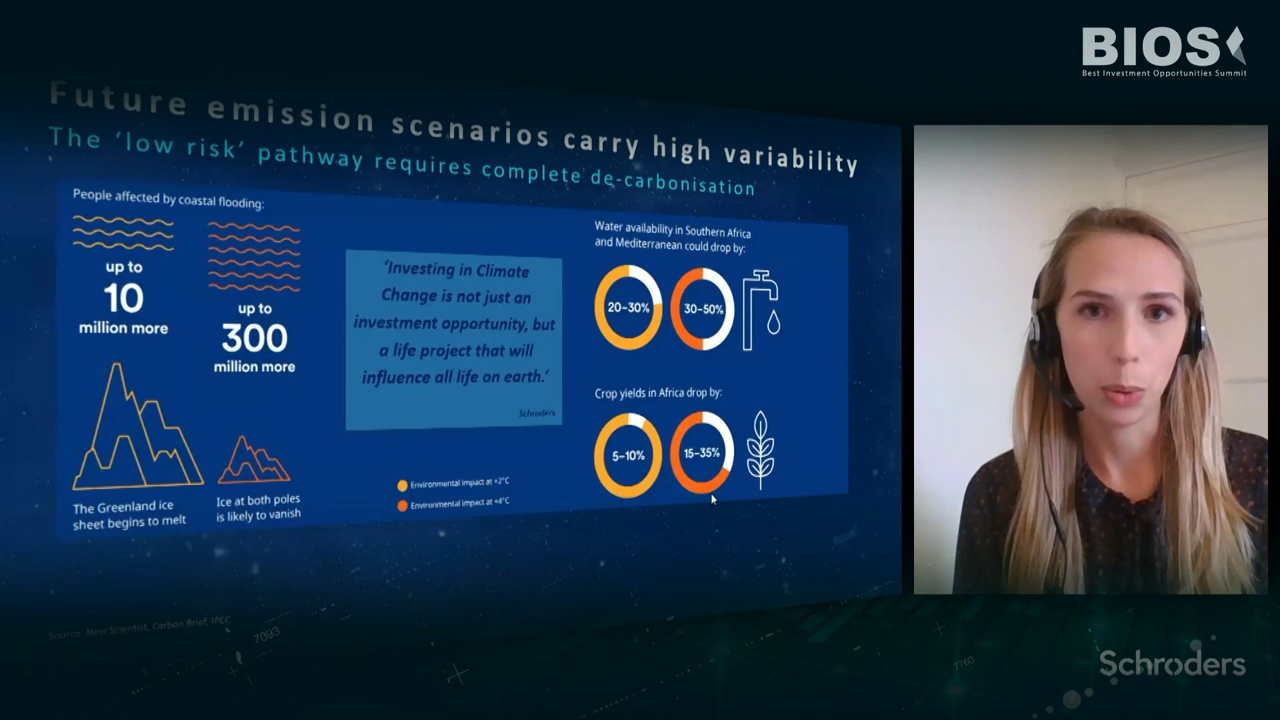 BIOS
Best Investment Opportunities Summit
Future emission scenarios carry high variability
The ‘low risk’ pathway requires complete de-carbonisation
People affected by coastal flooding:
up to
10
million more
up to
300
million more
The Greenland ice
sheet begins to melt
Ice at both poles
is likely to vanish
‘Investing in Climate
Change is not just an
investment opportunity, but
a life project that will
influence all life on earth.‘
Schroders
Environmental impact at +2°C
Environmental impact at +4°C
Water availability in Southern Africa
and Mediterranean could drop by:
20–30%
30–50%
Crop yields in Africa drop by:
5–10%
15–35%
Source: New Scientist, Carbon Brief, IPCC
7093
7760
Schroders